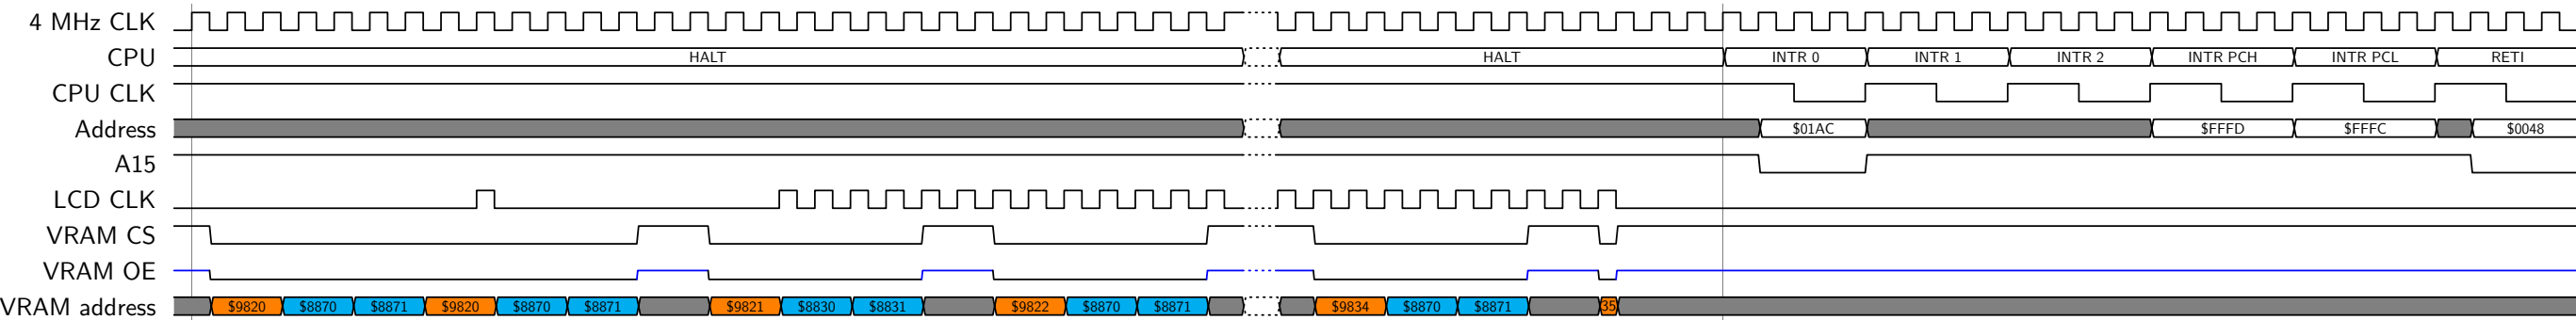 4 MHz CLK
CPU HALT HALT INTR 0 INTR 1 INTR 2 INTR PCH INTR PCL RETI
CPU CLK
Address $01AC $FFFD $FFFC $0048
A15
LCD CLK
VRAM CS
VRAM OE
VRAM address $9820 $8870 $8871 $9820 $8870 $8871 $9821 $8830 $8831 $9822 $8870 $8871 $9834 $8870 $8871 35